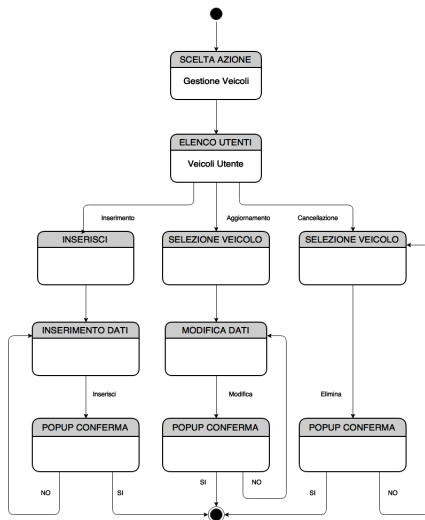 SCELTA AZIONE
Gestione Veicoli
ELENCO UTENTI
Veicoli Utente
Inserimento
Aggiornamento
Cancellazione
INSERISCI
SELEZIONE VEICOLO
SELEZIONE VEICOLO
INSERIMENTO DATI
MODIFICA DATI
Inserisci
Modifica
Elimina
POPUP CONFERMA
POPUP CONFERMA
POPUP CONFERMA
NO
SI
SI
NO
SI
NO